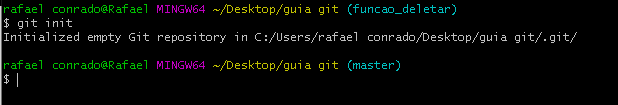 rafael conrado@Rafael MINGW64 ~/Desktop/guia git (funcao_deletar)
$ git init
Initialized empty Git repository in C:/Users/rafael conrado/Desktop/guia git/.git/
rafael conrado@Rafael MINGW64 ~/Desktop/guia git (master)
$